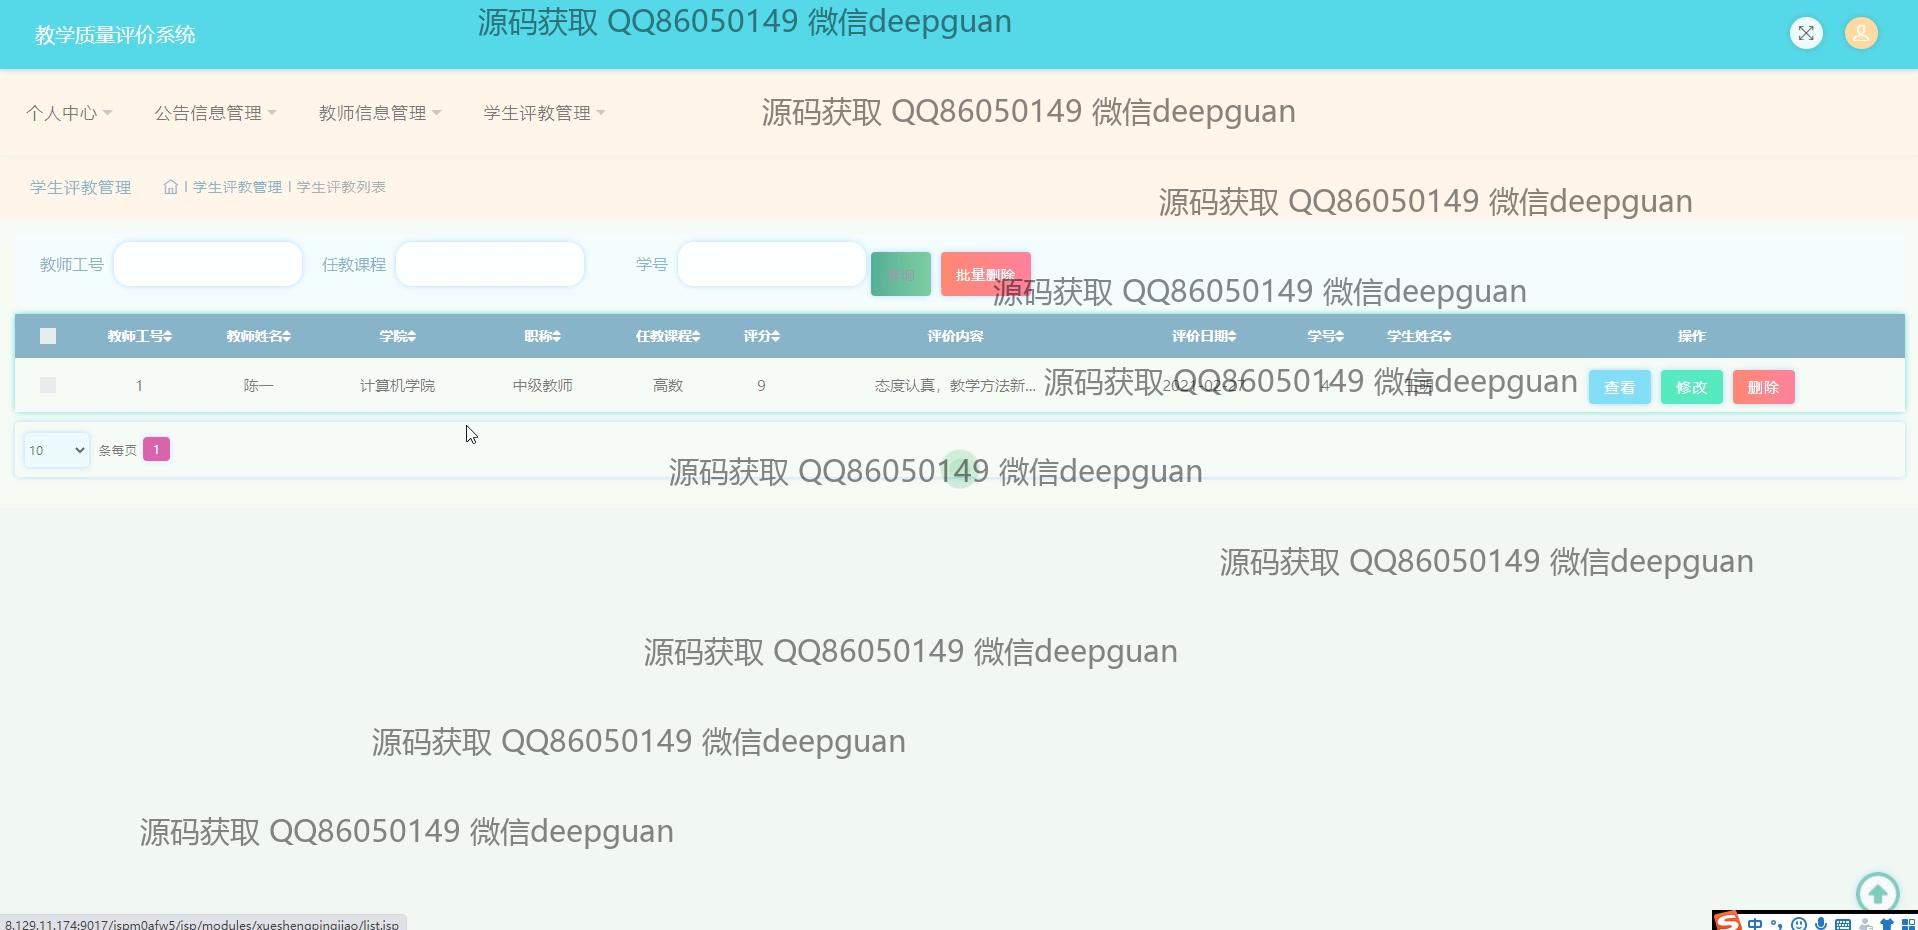 教学质量评价系统
源码获取 QQ86050149 微信deepguan
个人中心 公告信息管理 教师信息管理 学生评教管理
源码获取 QQ86050149 微信deepguan
学生评教管理 学生评教管理 | 学生评教列表
源码获取 QQ86050149 微信deepguan
教师工号 任教课程 学号 查询 批量删除
源码获取 QQ86050149 微信deepguan
教师工号 教师姓名 学院 职称 任教课程 评分 评价内容 评价日期 学号 学生姓名 操作
1 陈一 计算机学院 中级教师 高数 9 态度认真，教学方法新... 2021-02-27 4 王明 查看 修改 删除
源码获取 QQ86050149 微信deepguan
10 条每页 1
源码获取 QQ86050149 微信deepguan
源码获取 QQ86050149 微信deepguan
源码获取 QQ86050149 微信deepguan
源码获取 QQ86050149 微信deepguan
源码获取 QQ86050149 微信deepguan
8.129.11.174:9017/jspm0afw5/jsp/modules/xueshengpingjiao/list.jsp
中